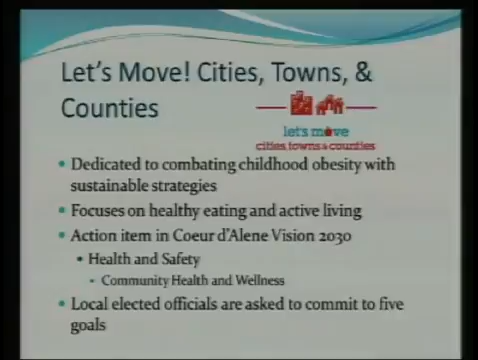 Let's Move! Cities, Towns, &
Counties
let's move
cities, towns & counties
• Dedicated to combating childhood obesity with
sustainable strategies
• Focuses on healthy eating and active living
• Action item in Coeur d'Alene Vision 2030
• Health and Safety
• Community Health and Wellness
• Local elected officials are asked to commit to five
goals